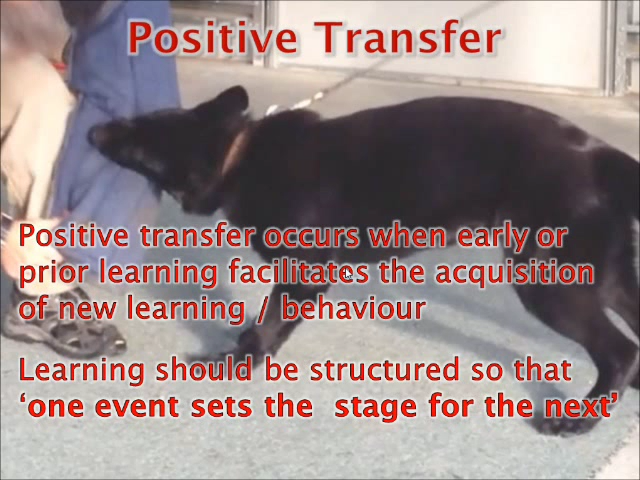 Positive Transfer
Positive transfer occurs when early or
prior learning facilitates the acquisition
of new learning / behaviour
Learning should be structured so that
‘one event sets the  stage for the next’